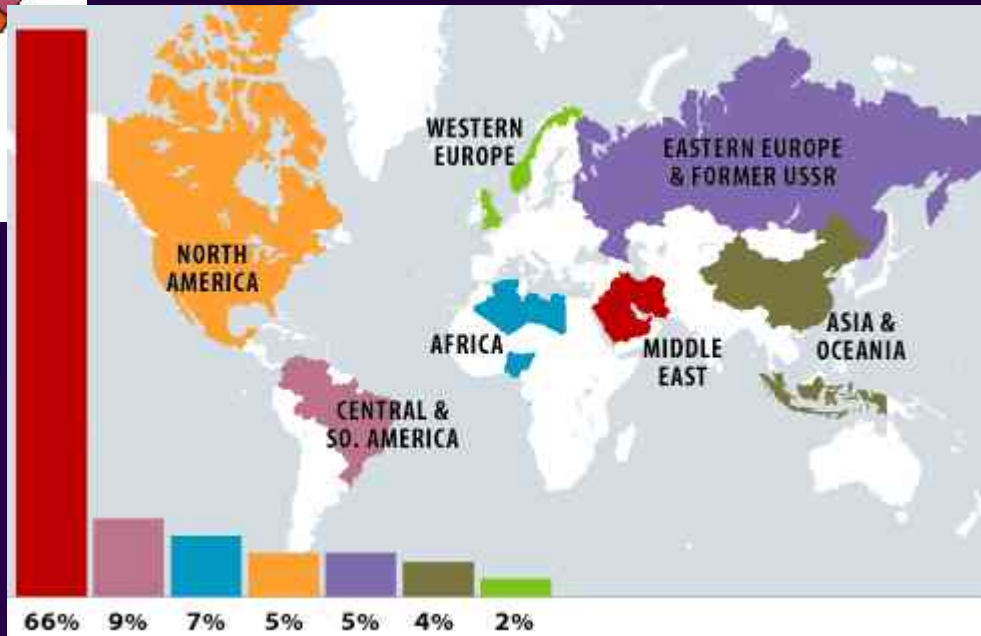 WESTERN
EUROPE
EASTERN EUROPE
& FORMER USSR
NORTH
AMERICA
AFRICA
MIDDLE
EAST
ASIA &
OCEANIA
CENTRAL &
SO. AMERICA
66% 9% 7% 5% 5% 4% 2%